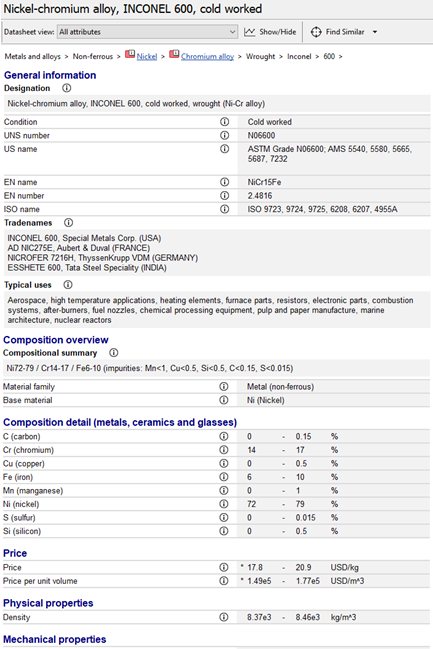 Nickel-chromium alloy, INCONEL 600, cold worked
Datasheet view: All attributes Show/Hide Find Similar
Metals and alloys > Non-ferrous > Nickel > Chromium alloy > Wrought > Inconel > 600 >
General information
Designation
Nickel-chromium alloy, INCONEL 600, cold worked, wrought (Ni-Cr alloy)
Condition Cold worked
UNS number N06600
US name ASTM Grade N06600; AMS 5540, 5580, 5665,
5687, 7232
EN name NiCr15Fe
EN number 2.4816
ISO name ISO 9723, 9724, 9725, 6208, 6207, 4955A
Tradenames
INCONEL 600, Special Metals Corp. (USA)
AD NIC275E, Aubert & Duval (FRANCE)
NICROFER 7216H, ThyssenKrupp VDM (GERMANY)
ESSHETE 600, Tata Steel Speciality (INDIA)
Typical uses
Aerospace, high temperature applications, heating elements, furnace parts, resistors, electronic parts, combustion
systems, after-burners, fuel nozzles, chemical processing equipment, pulp and paper manufacture, marine
architecture, nuclear reactors
Composition overview
Compositional summary
Ni72-79 / Cr14-17 / Fe6-10 (impurities: Mn<1, Cu<0.5, Si<0.5, C<0.15, S<0.015)
Material family Metal (non-ferrous)
Base material Ni (Nickel)
Composition detail (metals, ceramics and glasses)
C (carbon) 0 - 0.15 %
Cr (chromium) 14 - 17 %
Cu (copper) 0 - 0.5 %
Fe (iron) 6 - 10 %
Mn (manganese) 0 - 1 %
Ni (nickel) 72 - 79 %
S (sulfur) 0 - 0.015 %
Si (silicon) 0 - 0.5 %
Price
Price * 17.8 - 20.9 USD/kg
Price per unit volume * 1.49e5 - 1.77e5 USD/m^3
Physical properties
Density 8.37e3 - 8.46e3 kg/m^3
Mechanical properties